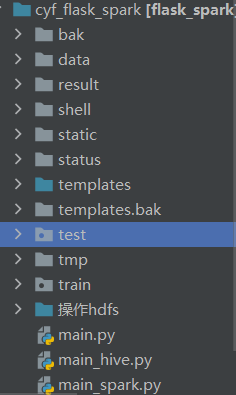 cyf_flask_spark [flask_spark]
bak
data
result
shell
static
status
templates
templates.bak
test
tmp
train
操作hdfs
main.py
main_hive.py
main_spark.py